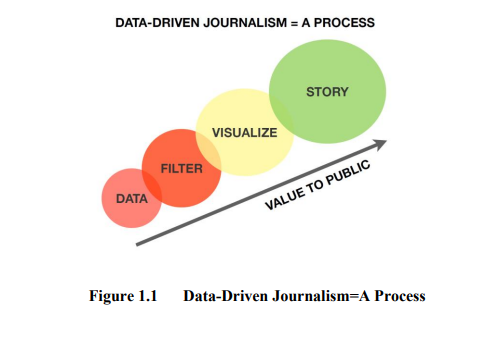 DATA-DRIVEN JOURNALISM = A PROCESS
STORY
VISUALIZE
FILTER
DATA
VALUE TO PUBLIC
Figure 1.1 Data-Driven Journalism=A Process